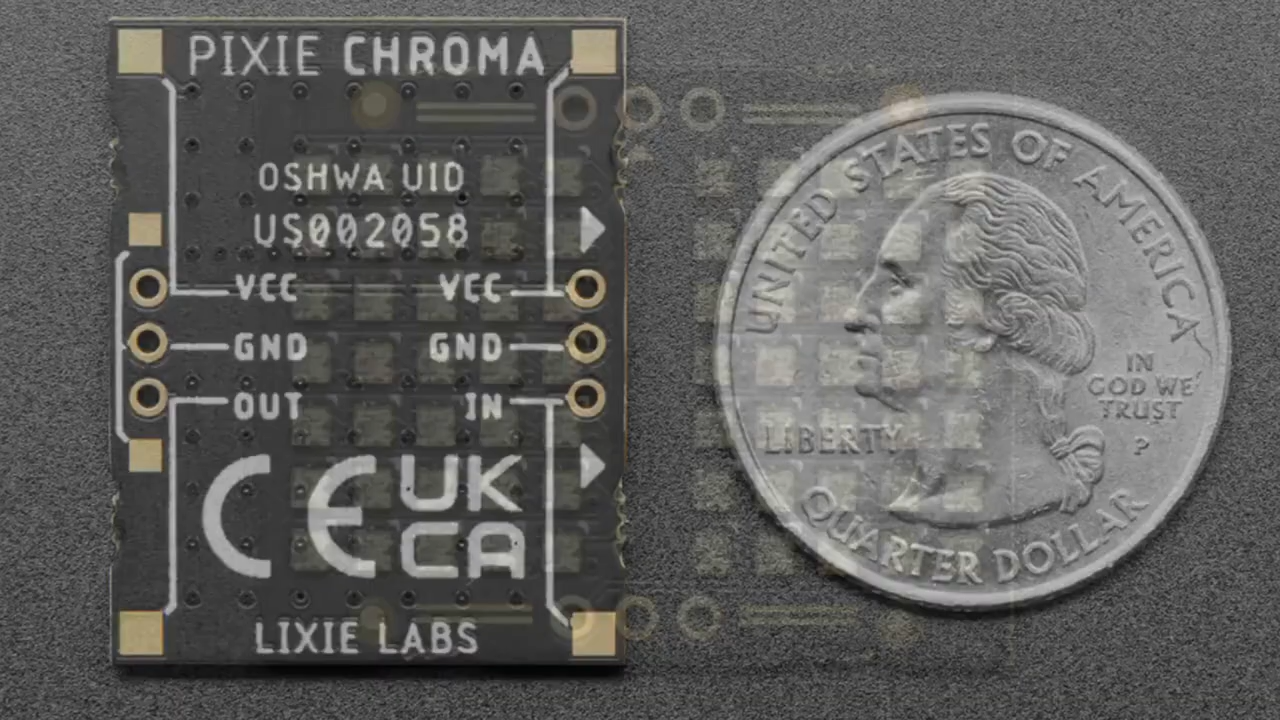 PIXIE CHROMA
OSHWA UID
US002058
VCC VCC
GND GND
OUT IN
CE UK
CA
LIXIE LABS
UNITED STATES OF AMERICA
IN
GOD WE
TRUST
LIBERTY
P
QUARTER DOLLAR